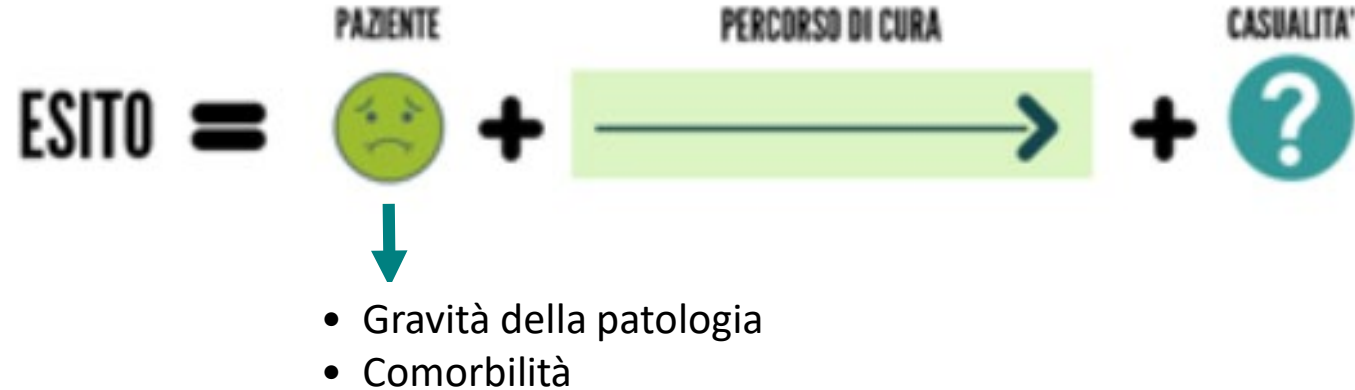 PAZIENTE PERCORSO DI CURA CASUALITA'
ESITO = + + ?
• Gravità della patologia
• Comorbilità